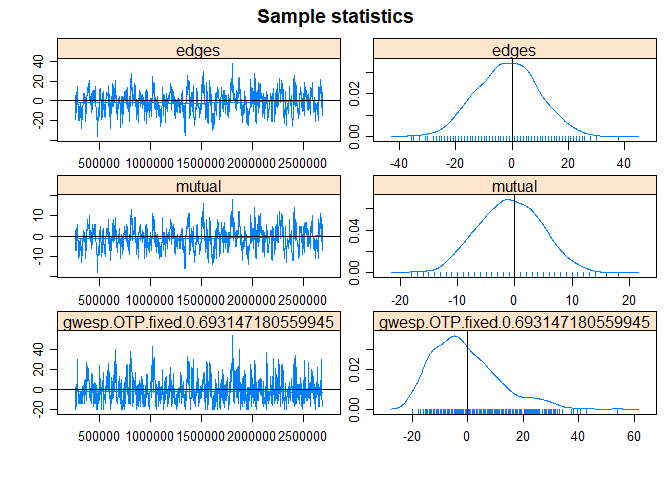 Sample statistics
edges
-20 0 20 40
500000 1000000 1500000 2000000 2500000
edges
0.00 0.02
-40 -20 0 20 40
mutual
-10 0 10
500000 1000000 1500000 2000000 2500000
mutual
0.00 0.04
-20 -10 0 10 20
gwesp.OTP.fixed.0.693147180559945
-20 0 20 40
500000 1000000 1500000 2000000 2500000
gwesp.OTP.fixed.0.693147180559945
0.00 0.02
-20 0 20 40 60